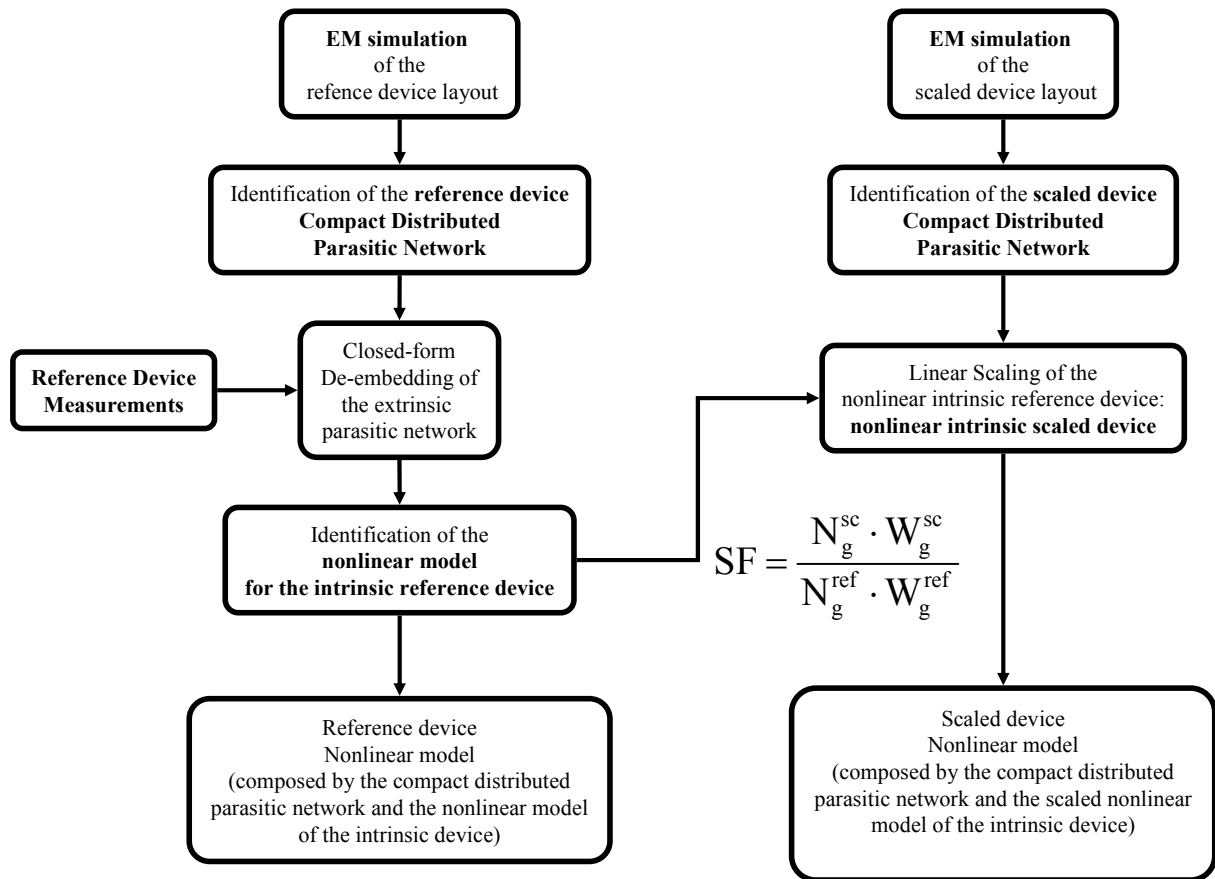 EM simulation
of the
refence device layout
EM simulation
of the
scaled device layout
Identification of the reference device
Compact Distributed
Parasitic Network
Identification of the scaled device
Compact Distributed
Parasitic Network
Reference Device
Measurements
Closed-form
De-embedding of
the extrinsic
parasitic network
Linear Scaling of the
nonlinear intrinsic reference device:
nonlinear intrinsic scaled device
Identification of the
nonlinear model
for the intrinsic reference device
SF = \frac{N_g^{sc} \cdot W_g^{sc}}{N_g^{ref} \cdot W_g^{ref}}
Reference device
Nonlinear model
(composed by the compact distributed
parasitic network and the nonlinear model
of the intrinsic device)
Scaled device
Nonlinear model
(composed by the compact distributed
parasitic network and the scaled nonlinear
model of the intrinsic device)